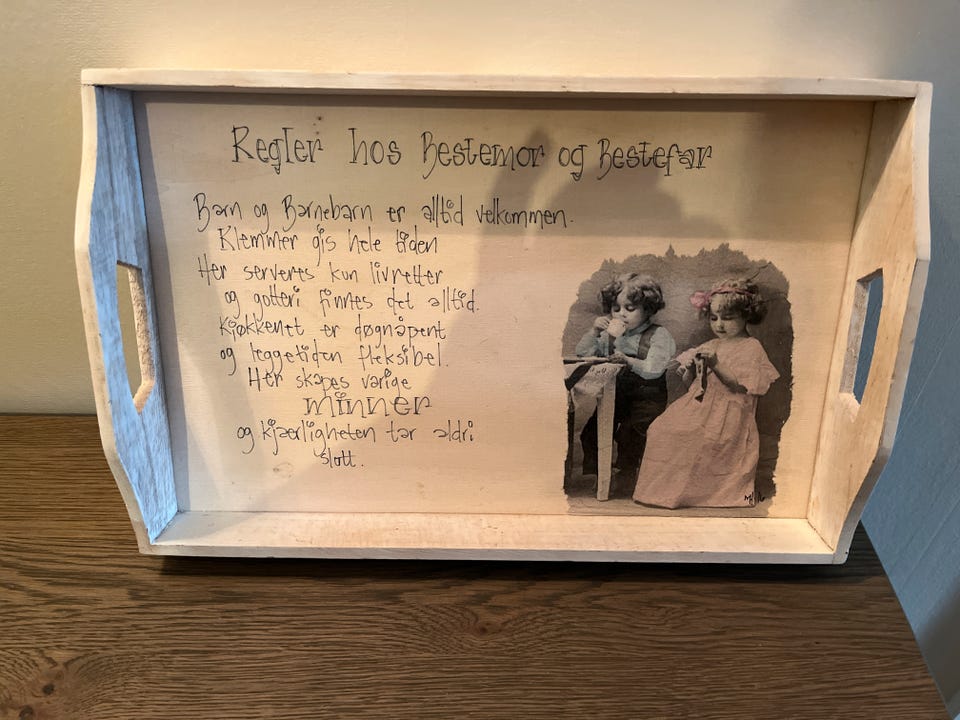 Regler hos Bestemor og Bestefar
Barn og Barnebarn er alltid velkommen.
Klemmer gis hele tiden
Her serveres kun livretter
og gotteri finnes det alltid.
Kjøkkenet er døgnåpent
og leggetiden fleksibel.
Her skapes varige
minner
og kjærligheten tar aldri
slutt.